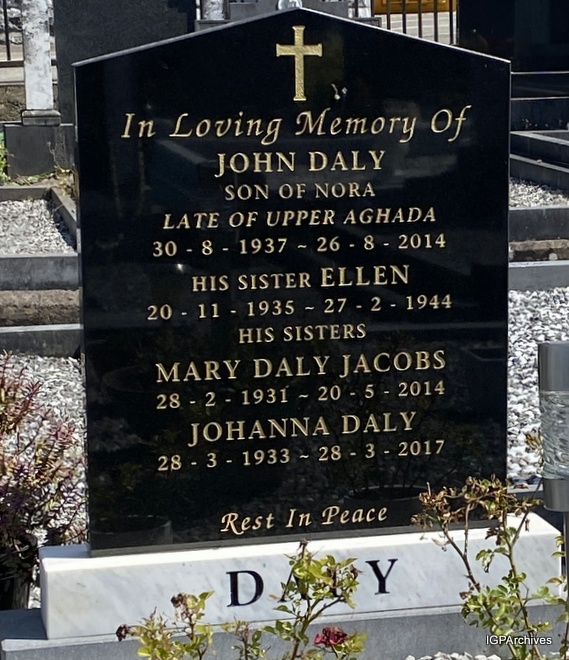 In Loving Memory Of
JOHN DALY
SON OF NORA
LATE OF UPPER AGHADA
30 - 8 - 1937 ~ 26 - 8 - 2014
HIS SISTER ELLEN
20 - 11 - 1935 ~ 27 - 2 - 1944
HIS SISTERS
MARY DALY JACOBS
28 - 2 - 1931 ~ 20 - 5 - 2014
JOHANNA DALY
28 - 3 - 1933 ~ 28 - 3 - 2017
Rest In Peace
DALY
IGPArchives